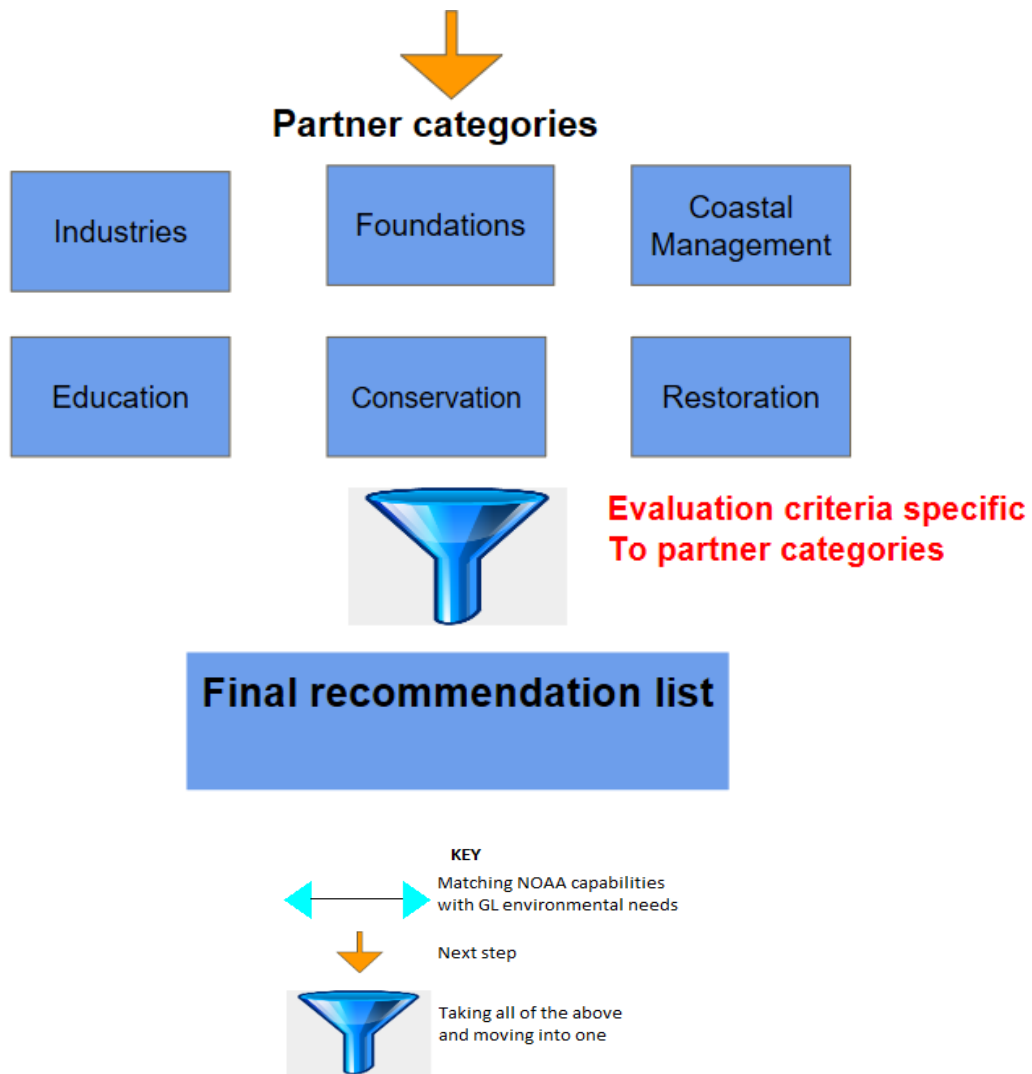 Partner categories
Industries
Foundations
Coastal
Management
Education
Conservation
Restoration
Evaluation criteria specific
To partner categories
Final recommendation list
KEY
Matching NOAA capabilities
with GL environmental needs
Next step
Taking all of the above
and moving into one